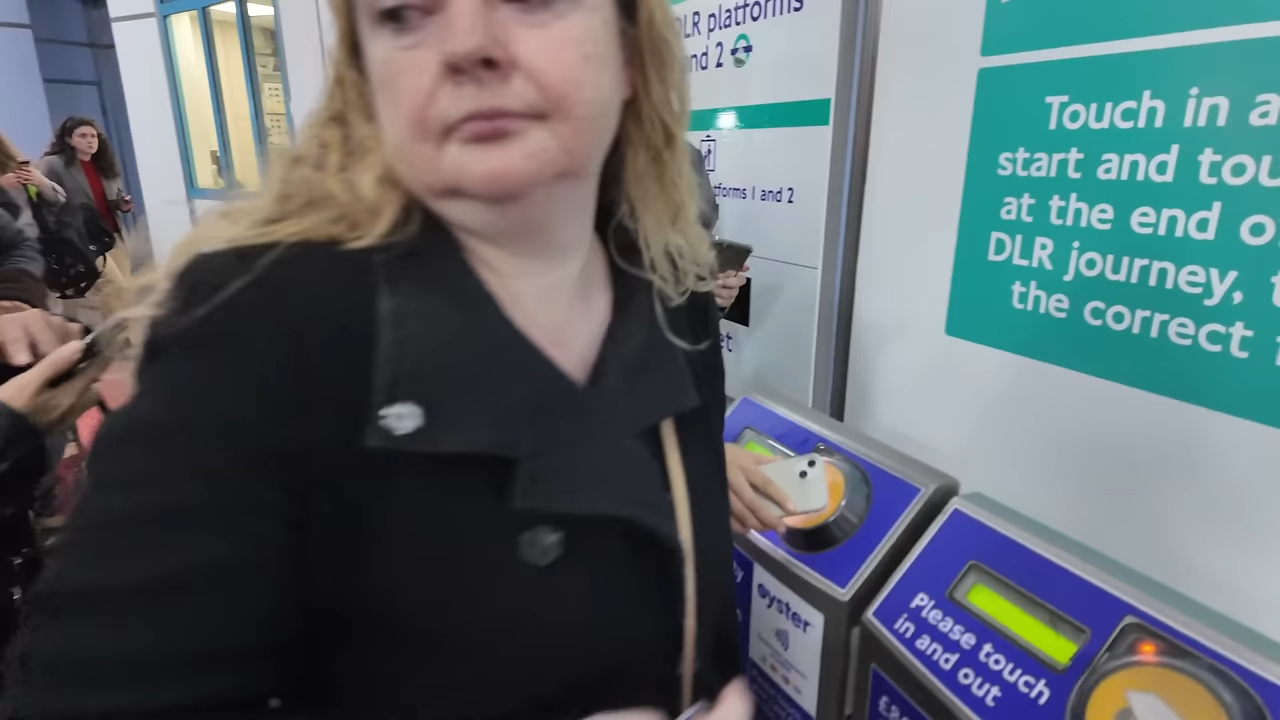 DLR platforms
and 2
Platforms 1 and 2
Touch in a
start and tou
at the end o
DLR journey, t
the correct
oyster
Please touch
in and out